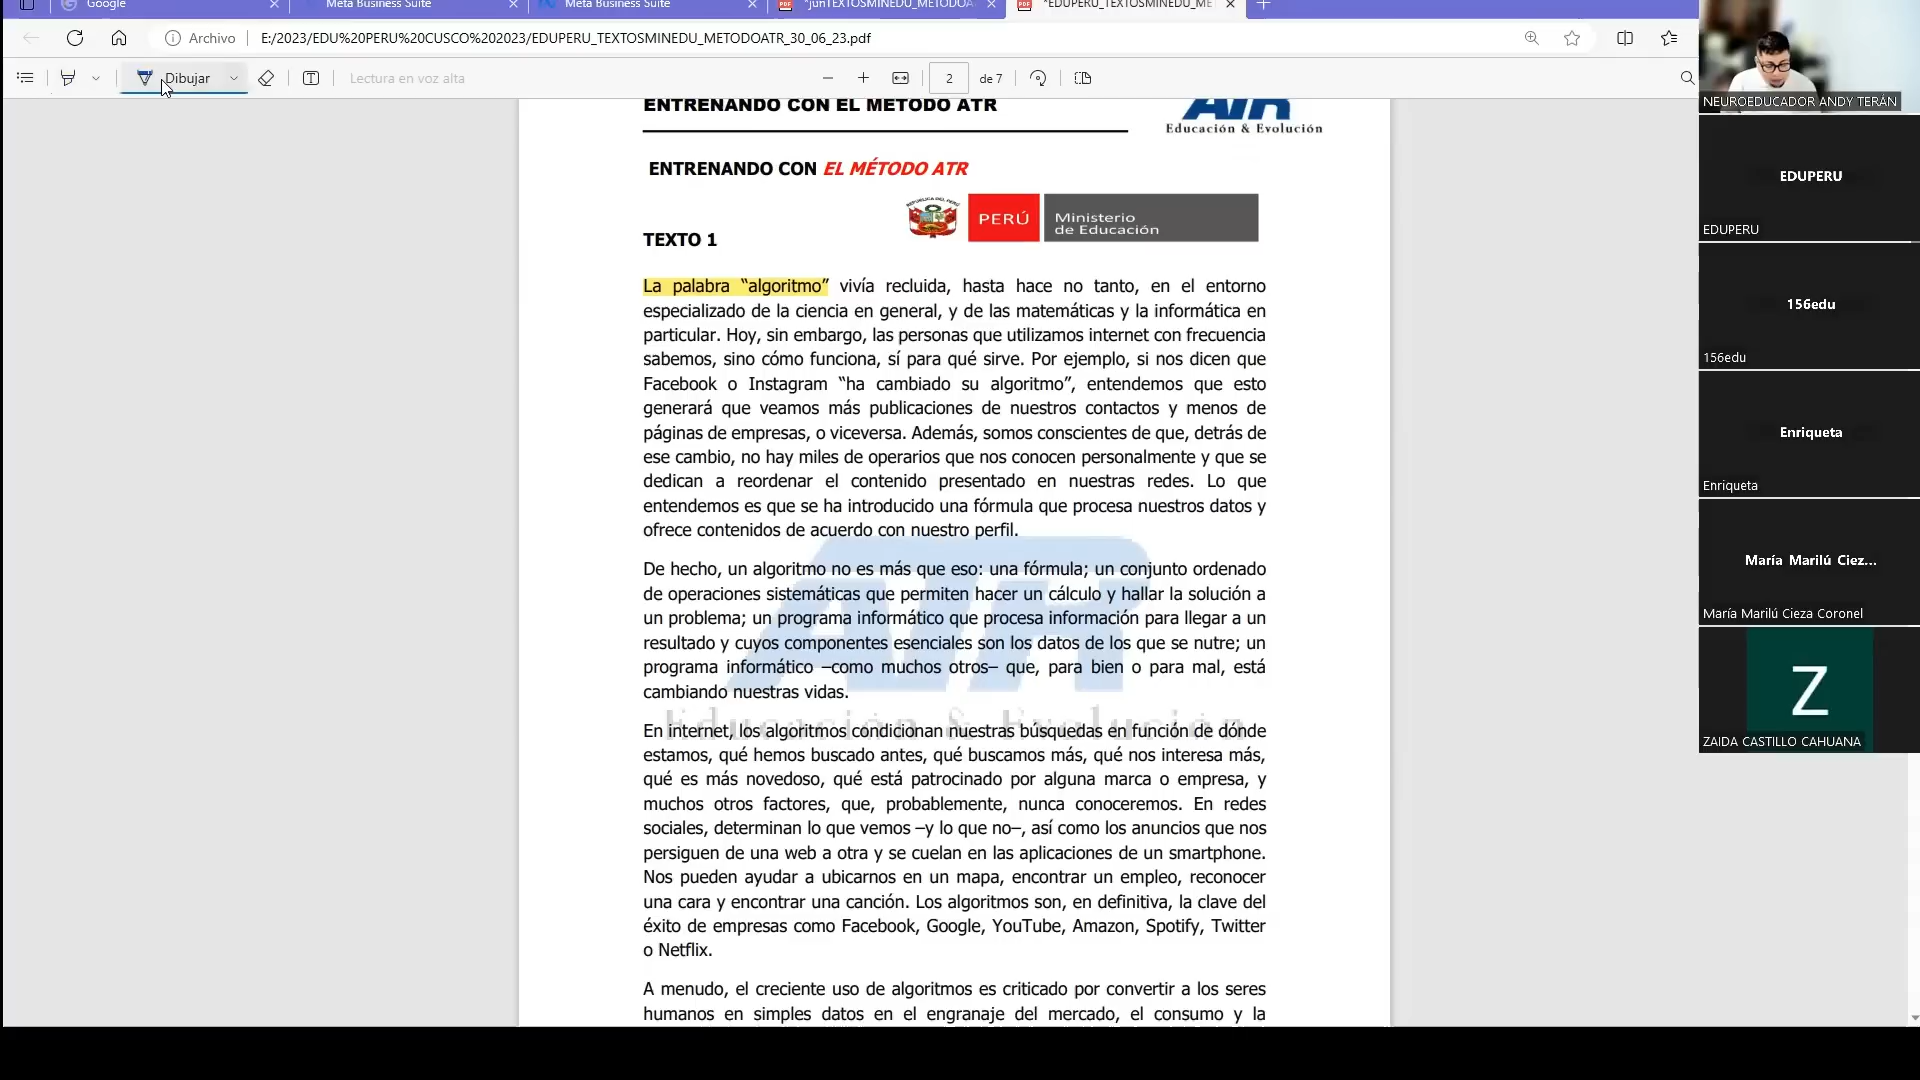 Google
Meta Business Suite
Meta Business Suite
*junTEXTOSMINEDU_METODOA
*EDUPERU_TEXTOSMINEDU_ME
Archivo
E:/2023/EDU%20PERU%20CUSCO%202023/EDUPERU_TEXTOSMINEDU_METODOATR_30_06_23.pdf
Dibujar
Lectura en voz alta
2
de 7
ENTRENANDO CON EL MÉTODO ATR
ATR
Educación & Evolución
ENTRENANDO CON EL MÉTODO ATR
REPÚBLICA DEL PERÚ
PERÚ
Ministerio
de Educación
TEXTO 1
La palabra “algoritmo” vivía recluida, hasta hace no tanto, en el entorno
especializado de la ciencia en general, y de las matemáticas y la informática en
particular. Hoy, sin embargo, las personas que utilizamos internet con frecuencia
sabemos, sino cómo funciona, sí para qué sirve. Por ejemplo, si nos dicen que
Facebook o Instagram “ha cambiado su algoritmo”, entendemos que esto
generará que veamos más publicaciones de nuestros contactos y menos de
páginas de empresas, o viceversa. Además, somos conscientes de que, detrás de
ese cambio, no hay miles de operarios que nos conocen personalmente y que se
dedican a reordenar el contenido presentado en nuestras redes. Lo que
entendemos es que se ha introducido una fórmula que procesa nuestros datos y
ofrece contenidos de acuerdo con nuestro perfil.
De hecho, un algoritmo no es más que eso: una fórmula; un conjunto ordenado
de operaciones sistemáticas que permiten hacer un cálculo y hallar la solución a
un problema; un programa informático que procesa información para llegar a un
resultado y cuyos componentes esenciales son los datos de los que se nutre; un
programa informático –como muchos otros– que, para bien o para mal, está
cambiando nuestras vidas.
ATR
Educación & Evolución
En internet, los algoritmos condicionan nuestras búsquedas en función de dónde
estamos, qué hemos buscado antes, qué buscamos más, qué nos interesa más,
qué es más novedoso, qué está patrocinado por alguna marca o empresa, y
muchos otros factores, que, probablemente, nunca conoceremos. En redes
sociales, determinan lo que vemos –y lo que no–, así como los anuncios que nos
persiguen de una web a otra y se cuelan en las aplicaciones de un smartphone.
Nos pueden ayudar a ubicarnos en un mapa, encontrar un empleo, reconocer
una cara y encontrar una canción. Los algoritmos son, en definitiva, la clave del
éxito de empresas como Facebook, Google, YouTube, Amazon, Spotify, Twitter
o Netflix.
A menudo, el creciente uso de algoritmos es criticado por convertir a los seres
humanos en simples datos en el engranaje del mercado, el consumo y la
NEUROEDUCADOR ANDY TERÁN
EDUPERU
EDUPERU
156edu
156edu
Enriqueta
Enriqueta
María Marilú Ciez...
María Marilú Cieza Coronel
Z
ZAIDA CASTILLO CAHUANA